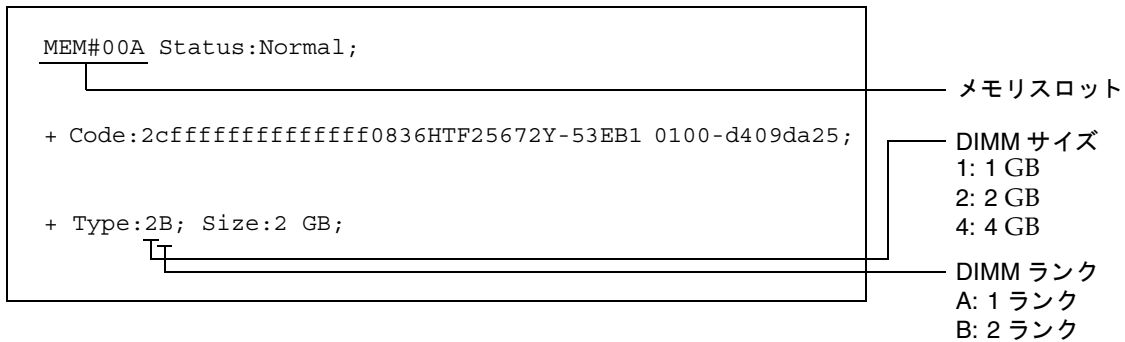 MEM#00A Status:Normal;
メモリスロット
+ Code:2cffffffffffffff0836HTF25672Y-53EB1 0100-d409da25;
DIMM サイズ
1: 1 GB
2: 2 GB
4: 4 GB
+ Type:2B; Size:2 GB;
DIMM ランク
A: 1 ランク
B: 2 ランク